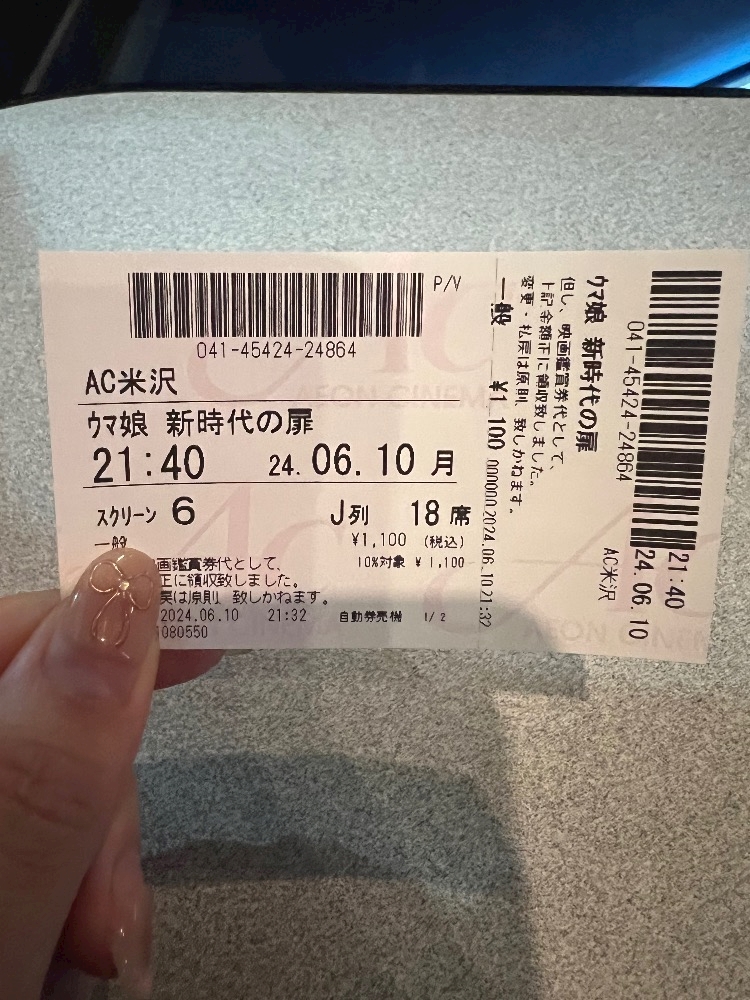 P/V
041-45424-24864
AC米沢
ウマ娘 新時代の扉
21:40 24.06.10 月
スクリーン 6 J列 18席
一般 ¥1,100 (税込)
画鑑賞券代として、 10%対象 ¥1,100
正に領収致しました。
戻は原則 致しかねます。
2024.06.10 21:32 自動券売機 1/2
080550
ウマ娘 新時代の扉
但し、映画鑑賞券代として、
上記金額正に領収致しました。
変更・払戻は原則 致しかねます。
一般 ¥1,100 000000 2024.06.10 21:32
041-45424-24864
AC米沢
21:40
24.06.10
AEON CINEM
AEON CINEM